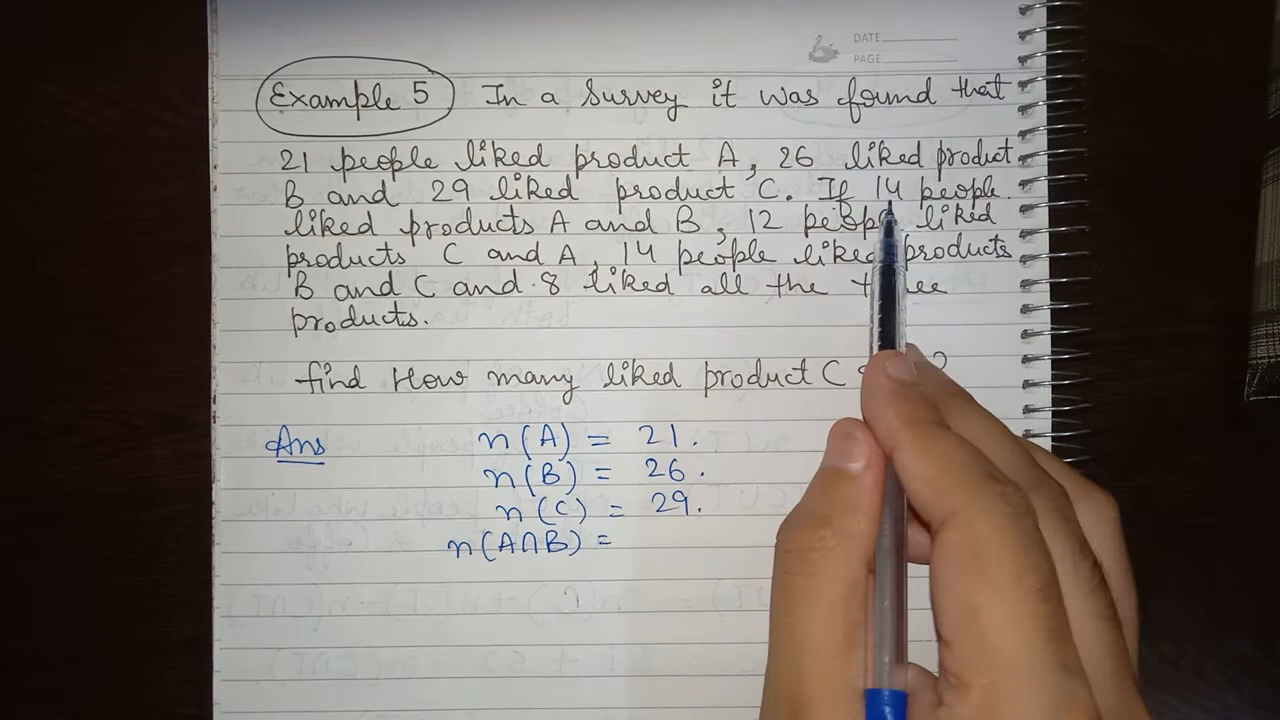 DATE
PAGE
Example 5 In a survey it was found that
21 people liked product A, 26 liked product
B and 29 liked product C. If 14 people
liked products A and B, 12 people liked
products C and A, 14 people liked products
B and C and 8 liked all the three
products.
find How many liked product C ?
Ans n(A) = 21.
n(B) = 26.
n(C) = 29.
n(A∩B) =